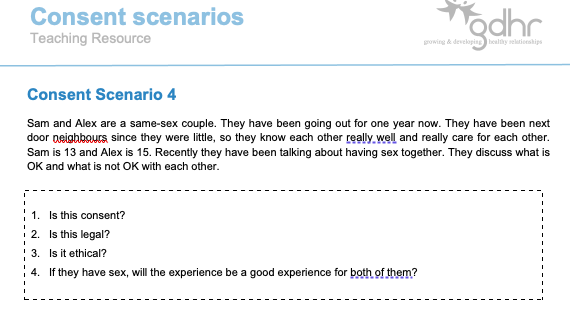 Consent scenarios
Teaching Resource
gdhr
growing & developing healthy relationships
Consent Scenario 4
Sam and Alex are a same-sex couple. They have been going out for one year now. They have been next
door neighbours since they were little, so they know each other really well and really care for each other.
Sam is 13 and Alex is 15. Recently they have been talking about having sex together. They discuss what is
OK and what is not OK with each other.
1. Is this consent?
2. Is this legal?
3. Is it ethical?
4. If they have sex, will the experience be a good experience for both of them?